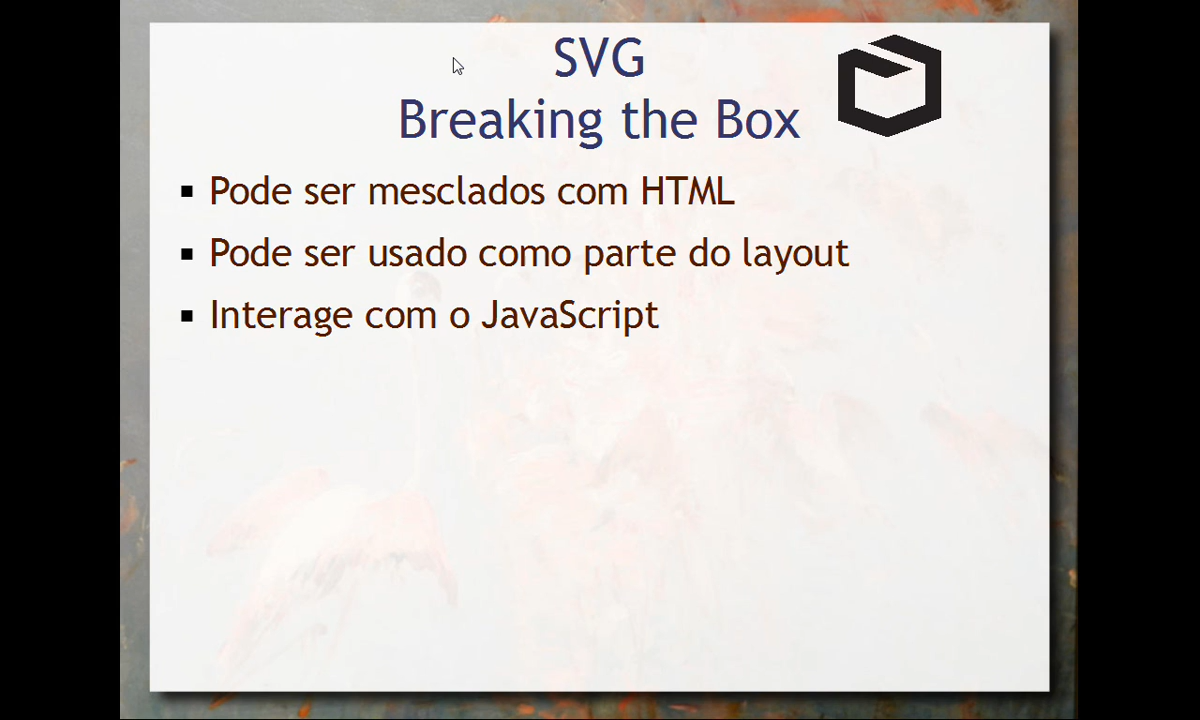 SVG
Breaking the Box
Pode ser mesclados com HTML
Pode ser usado como parte do layout
Interage com o JavaScript